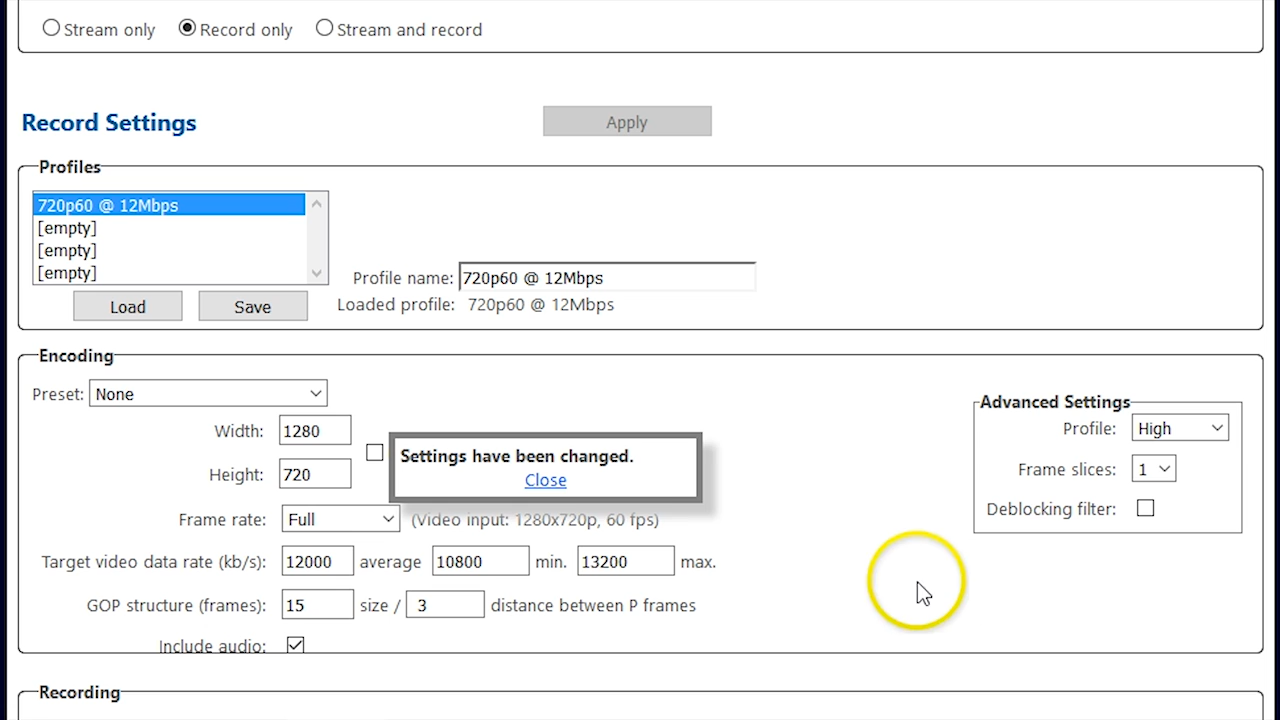 Stream only Record only Stream and record
Record Settings Apply
Profiles
720p60 @ 12Mbps
[empty]
[empty]
[empty]
Profile name: 720p60 @ 12Mbps
Load Save Loaded profile: 720p60 @ 12Mbps
Encoding
Preset: None
Width: 1280
Height: 720
Settings have been changed.
Close
Frame rate: Full (Video input: 1280x720p, 60 fps)
Target video data rate (kb/s): 12000 average 10800 min. 13200 max.
GOP structure (frames): 15 size / 3 distance between P frames
Include audio:
Advanced Settings
Profile: High
Frame slices: 1
Deblocking filter:
Recording